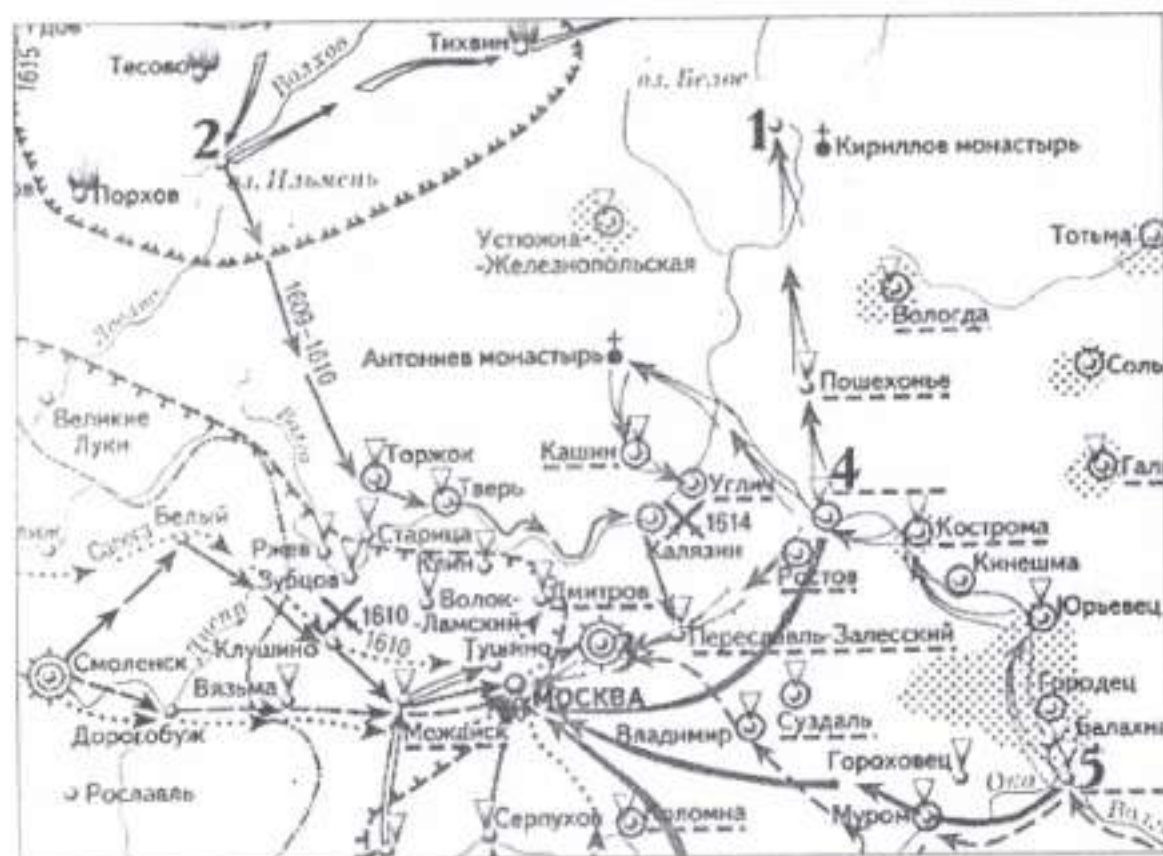 1615
Тихвин
Тесово
Волхов
оз. Белое
2
1
Кириллов монастырь
оз. Ильмень
Порхов
Устюжна-
-Железнопольская
Тотьма
Вологда
1609-1610
Антониев монастырь
Пошехонье
Соль
Великие
Луки
Волга
Торжок
Кашин
4
Тверь
Углич
Гали
Белый
Старица
1614
Кострома
Ржев
Клин
Калязин
Кинешма
Зубцов
Ростов
Дмитров
Юрьевец
1610
Волок-
-Ламский
Днепр
1610
Клушино
Переславль-Залесский
Тушино
Смоленск
Вязьма
Городец
МОСКВА
Суздаль
Балахна
Дорогобуж
Можайск
Владимир
Гороховец
5
Ока
Рославль
Серпухов
Коломна
Муром